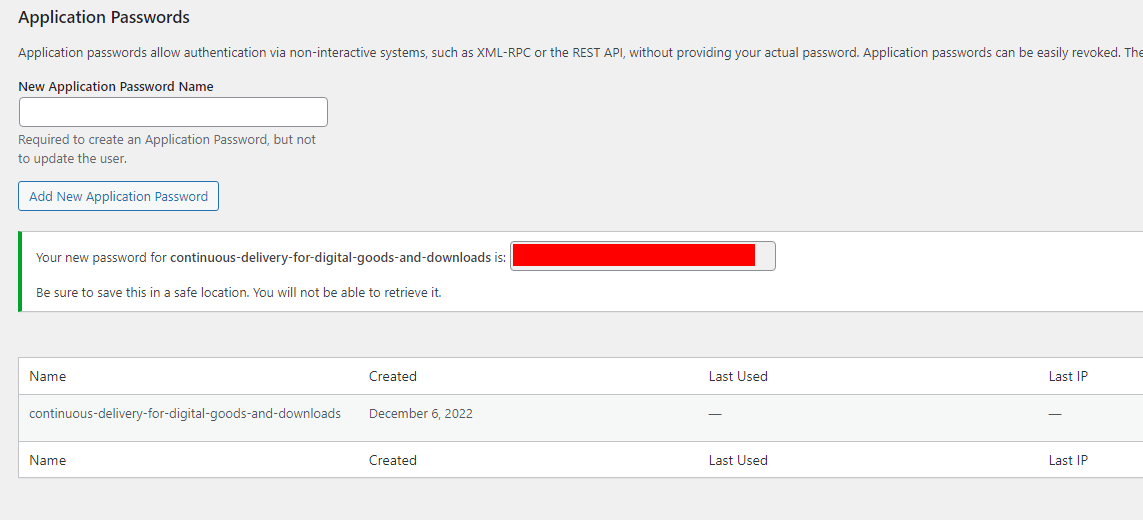 Application Passwords
Application passwords allow authentication via non-interactive systems, such as XML-RPC or the REST API, without providing your actual password. Application passwords can be easily revoked. The
New Application Password Name
Required to create an Application Password, but not
to update the user.
Add New Application Password
Your new password for continuous-delivery-for-digital-goods-and-downloads is:
Be sure to save this in a safe location. You will not be able to retrieve it.
Name Created Last Used Last IP
continuous-delivery-for-digital-goods-and-downloads December 6, 2022 — —
Name Created Last Used Last IP